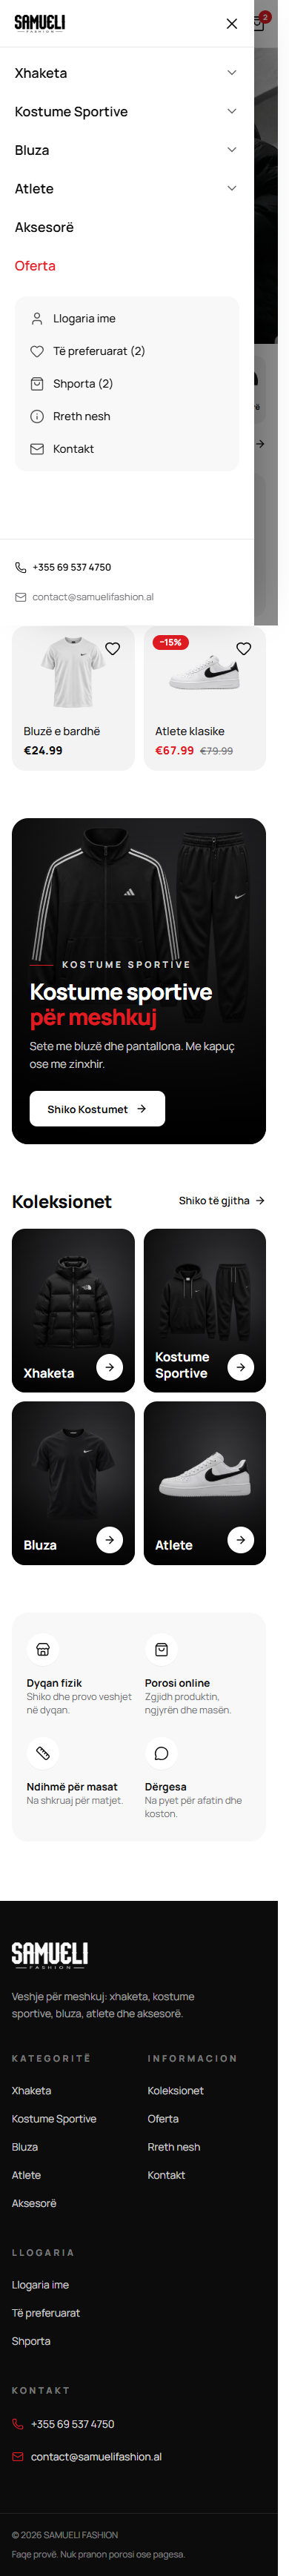 SAMUELI
FASHION
2
Xhaketa
Kostume Sportive
Bluza
Atlete
Aksesorë
Oferta
Llogaria ime
Të preferuarat (2)
Shporta (2)
Rreth nesh
Kontakt
+355 69 537 4750
contact@samuelifashion.al
−15%
Bluzë e bardhë
€24.99
Atlete klasike
€67.99 €79.99
KOSTUME SPORTIVE
Kostume sportive
për meshkuj
Sete me bluzë dhe pantallona. Me kapuç
ose me zinxhir.
Shiko Kostumet
Koleksionet
Shiko të gjitha
Xhaketa
Kostume
Sportive
Bluza
Atlete
Dyqan fizik
Shiko dhe provo veshjet
në dyqan.
Porosi online
Zgjidh produktin,
ngjyrën dhe masën.
Ndihmë për masat
Na shkruaj për matjet.
Dërgesa
Na pyet për afatin dhe
koston.
SAMUELI
FASHION
Veshje për meshkuj: xhaketa, kostume
sportive, bluza, atlete dhe aksesorë.
KATEGORITË
Xhaketa
Kostume Sportive
Bluza
Atlete
Aksesorë
INFORMACION
Koleksionet
Oferta
Rreth nesh
Kontakt
LLOGARIA
Llogaria ime
Të preferuarat
Shporta
KONTAKT
+355 69 537 4750
contact@samuelifashion.al
© 2026 SAMUELI FASHION
Faqe provë. Nuk pranon porosi ose pagesa.